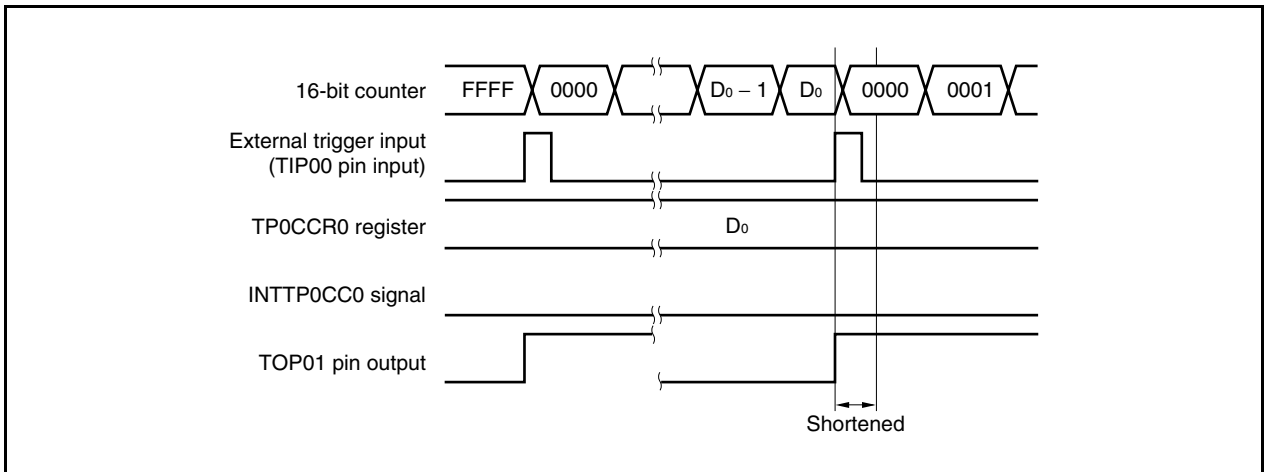 16-bit counter FFFF 0000 D0 − 1 D0 0000 0001
External trigger input
(TIP00 pin input)
TP0CCR0 register D0
INTTP0CC0 signal
TOP01 pin output
Shortened